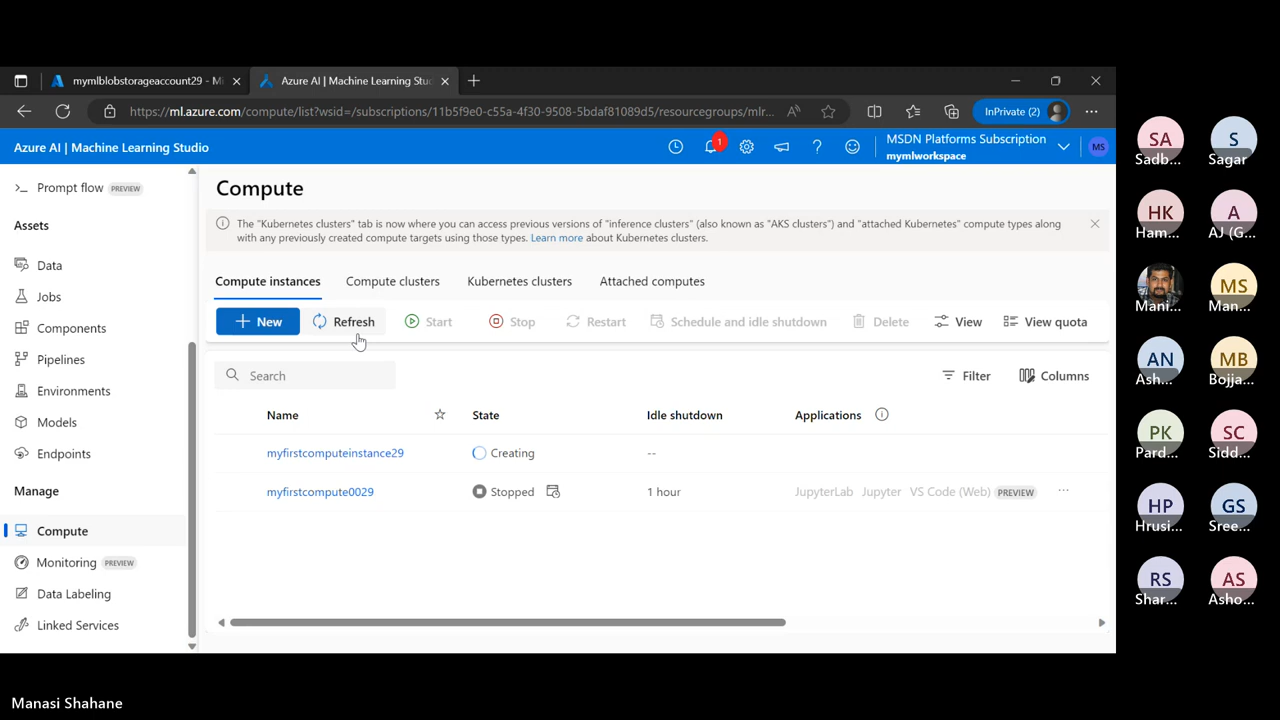 mymlblobstorageaccount29 - Mi
Azure AI | Machine Learning Stuc
https://ml.azure.com/compute/list?wsid=/subscriptions/11b5f9e0-c55a-4f30-9508-5bdaf81089d5/resourcegroups/mlr...
InPrivate (2)
Azure AI | Machine Learning Studio
1
MSDN Platforms Subscription
mymlworkspace
MS
Prompt flow PREVIEW
Assets
Data
Jobs
Components
Pipelines
Environments
Models
Endpoints
Manage
Compute
Monitoring PREVIEW
Data Labeling
Linked Services
Compute
The "Kubernetes clusters" tab is now where you can access previous versions of "inference clusters" (also known as "AKS clusters") and "attached Kubernetes" compute types along
with any previously created compute targets using those types. Learn more about Kubernetes clusters.
Compute instances Compute clusters Kubernetes clusters Attached computes
New Refresh Start Stop Restart Schedule and idle shutdown Delete View View quota
Search Filter Columns
Name State Idle shutdown Applications
myfirstcomputeinstance29 Creating --
myfirstcompute0029 Stopped 1 hour JupyterLab Jupyter VS Code (Web) PREVIEW ...
SA S
Sadb... Sagar
HK A
Ham... AJ (G...
MS
Mani... Man...
AN MB
Ash... Bojja...
PK SC
Pard... Sidd...
HP GS
Hrusi... Sree...
RS AS
Shar... Asho...
Manasi Shahane